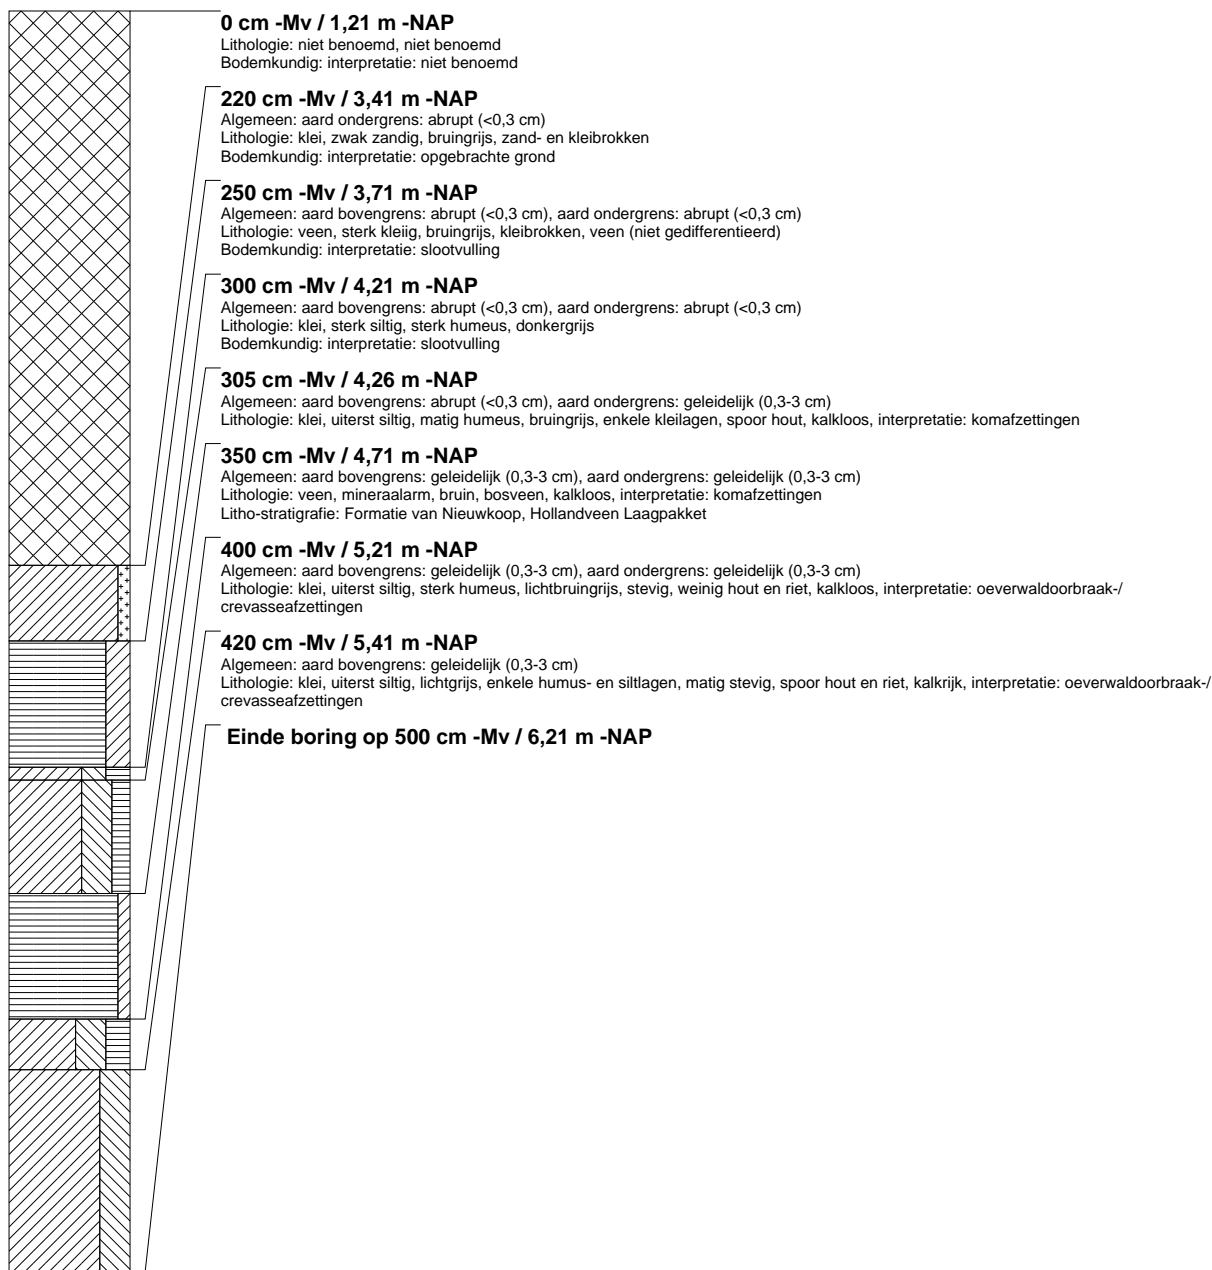 0 cm -Mv / 1,21 m -NAP
Lithologie: niet benoemd, niet benoemd
Bodemkundig: interpretatie: niet benoemd
220 cm -Mv / 3,41 m -NAP
Algemeen: aard ondergrens: abrupt (<0,3 cm)
Lithologie: klei, zwak zandig, bruingrijs, zand- en kleibrokken
Bodemkundig: interpretatie: opgebrachte grond
250 cm -Mv / 3,71 m -NAP
Algemeen: aard bovengrens: abrupt (<0,3 cm), aard ondergrens: abrupt (<0,3 cm)
Lithologie: veen, sterk kleiig, bruingrijs, kleibrokken, veen (niet gedifferentieerd)
Bodemkundig: interpretatie: slootvulling
300 cm -Mv / 4,21 m -NAP
Algemeen: aard bovengrens: abrupt (<0,3 cm), aard ondergrens: abrupt (<0,3 cm)
Lithologie: klei, sterk siltig, sterk humeus, donkergrijs
Bodemkundig: interpretatie: slootvulling
305 cm -Mv / 4,26 m -NAP
Algemeen: aard bovengrens: abrupt (<0,3 cm), aard ondergrens: geleidelijk (0,3-3 cm)
Lithologie: klei, uiterst siltig, matig humeus, bruingrijs, enkele kleilagen, spoor hout, kalkloos, interpretatie: komafzettingen
350 cm -Mv / 4,71 m -NAP
Algemeen: aard bovengrens: geleidelijk (0,3-3 cm), aard ondergrens: geleidelijk (0,3-3 cm)
Lithologie: veen, mineraalarm, bruin, bosveen, kalkloos, interpretatie: komafzettingen
Litho-stratigrafie: Formatie van Nieuwkoop, Hollandveen Laagpakket
400 cm -Mv / 5,21 m -NAP
Algemeen: aard bovengrens: geleidelijk (0,3-3 cm), aard ondergrens: geleidelijk (0,3-3 cm)
Lithologie: klei, uiterst siltig, sterk humeus, lichtbruingrijs, stevig, weinig hout en riet, kalkloos, interpretatie: oeverwaldoorbraak-/
crevasseafzettingen
420 cm -Mv / 5,41 m -NAP
Algemeen: aard bovengrens: geleidelijk (0,3-3 cm)
Lithologie: klei, uiterst siltig, lichtgrijs, enkele humus- en siltlagen, matig stevig, spoor hout en riet, kalkrijk, interpretatie: oeverwaldoorbraak-/
crevasseafzettingen
Einde boring op 500 cm -Mv / 6,21 m -NAP